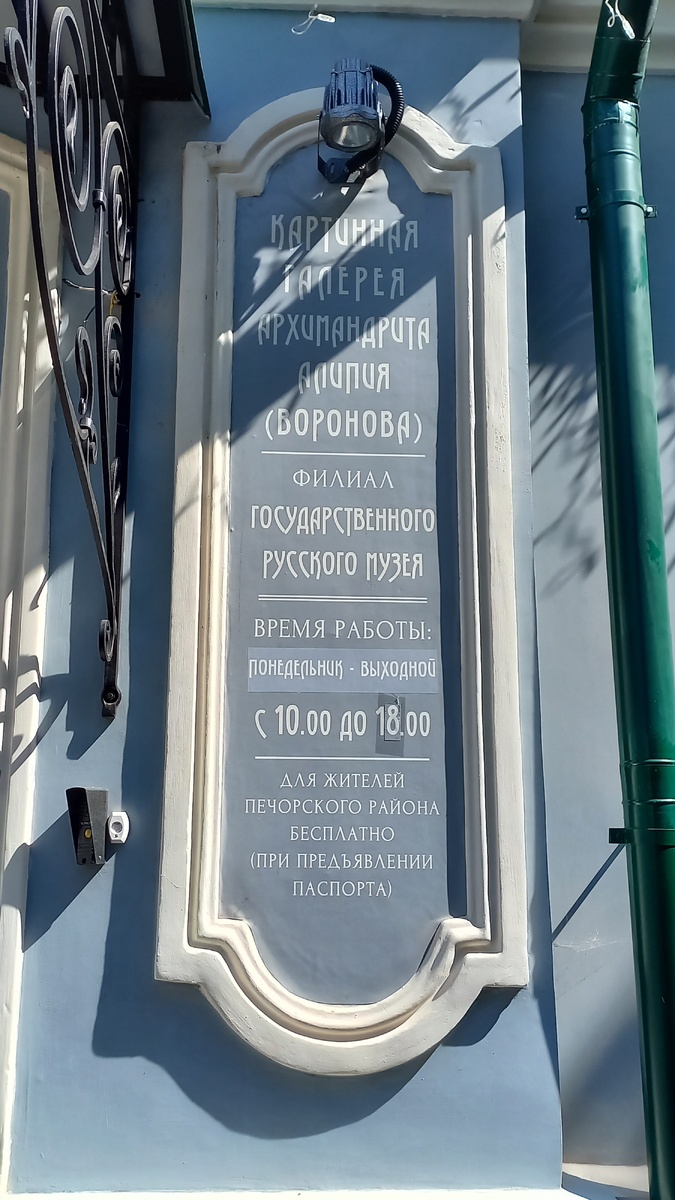 КАРТИННАЯ
ГАЛЕРЕЯ
АРХИМАНДРИТА
АЛИПИЯ
(ВОРОНОВА)
ФИЛИАЛ
ГОСУДАРСТВЕННОГО
РУССКОГО МУЗЕЯ
ВРЕМЯ РАБОТЫ:
ПОНЕДЕЛЬНИК - ВЫХОДНОЙ
С 10.00 ДО 18.00
ДЛЯ ЖИТЕЛЕЙ
ПЕЧОРСКОГО РАЙОНА
БЕСПЛАТНО
(ПРИ ПРЕДЪЯВЛЕНИИ
ПАСПОРТА)